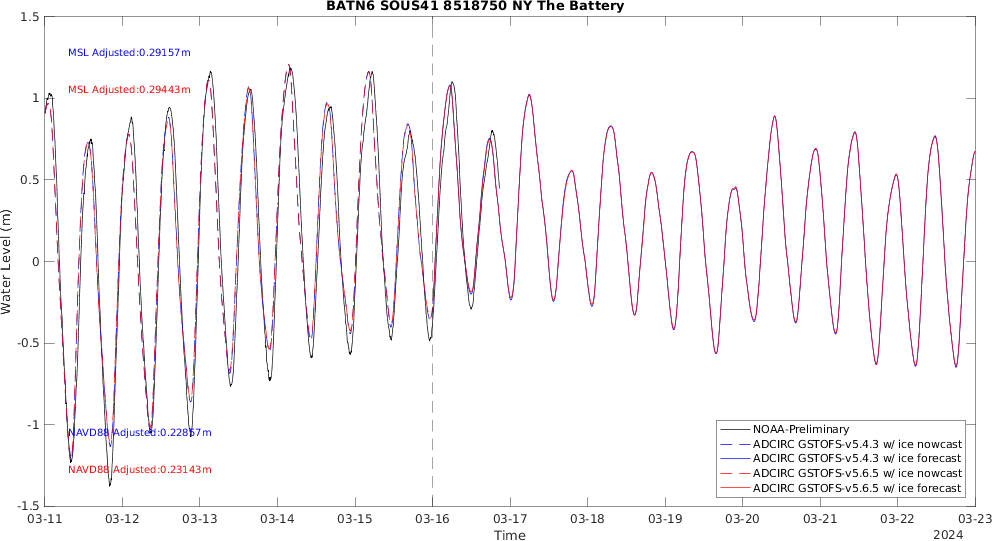 BATN6 SOUS41 8518750 NY The Battery
1.5
1
0.5
0
-0.5
-1
-1.5
Water Level (m)
MSL Adjusted:0.29157m
MSL Adjusted:0.29443m
NAVD88 Adjusted:0.22857m
NAVD88 Adjusted:0.23143m
NOAA-Preliminary
ADCIRC GSTOFS-v5.4.3 w/ ice nowcast
ADCIRC GSTOFS-v5.4.3 w/ ice forecast
ADCIRC GSTOFS-v5.6.5 w/ ice nowcast
ADCIRC GSTOFS-v5.6.5 w/ ice forecast
03-11 03-12 03-13 03-14 03-15 03-16 03-17 03-18 03-19 03-20 03-21 03-22 03-23
Time
2024